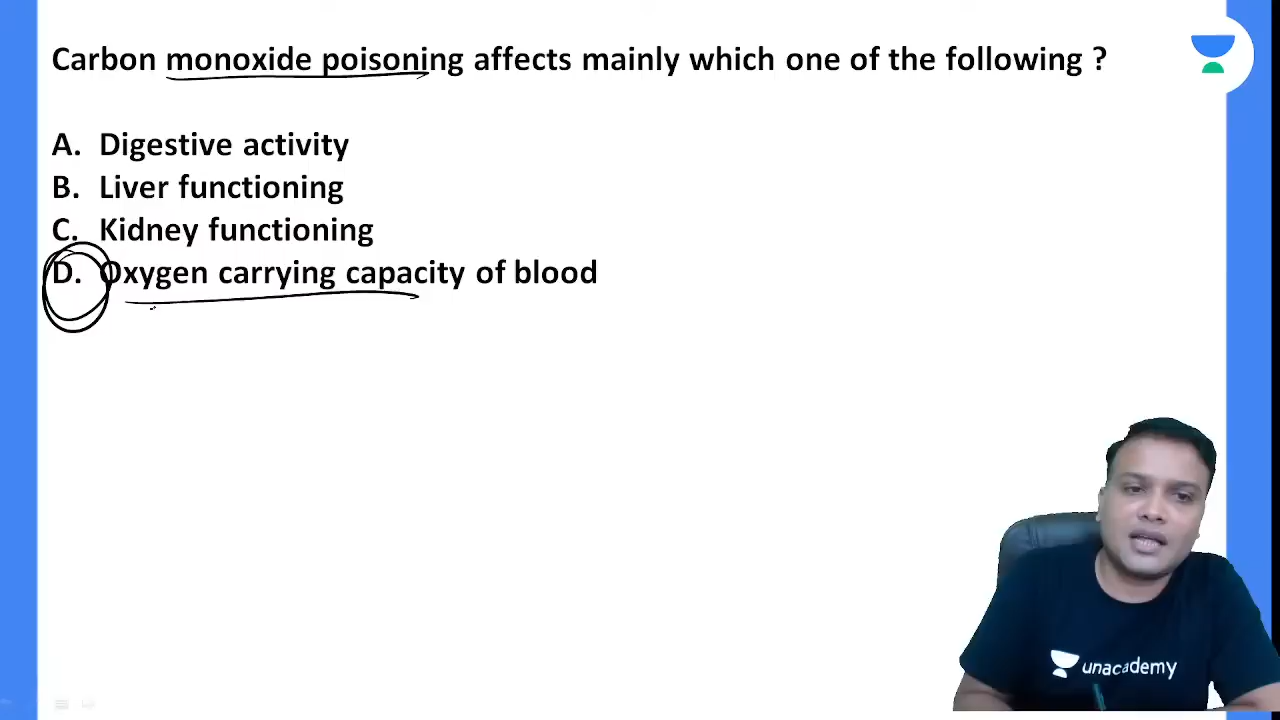 Carbon monoxide poisoning affects mainly which one of the following ?
A. Digestive activity
B. Liver functioning
C. Kidney functioning
D. Oxygen carrying capacity of blood
unacademy